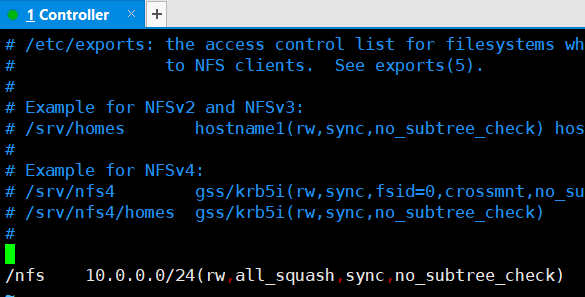 1 Controller × +
# /etc/exports: the access control list for filesystems wh
#               to NFS clients.  See exports(5).
#
# Example for NFSv2 and NFSv3:
# /srv/homes       hostname1(rw,sync,no_subtree_check) hos
#
# Example for NFSv4:
# /srv/nfs4        gss/krb5i(rw,sync,fsid=0,crossmnt,no_su
# /srv/nfs4/homes  gss/krb5i(rw,sync,no_subtree_check)
#
/nfs    10.0.0.0/24(rw,all_squash,sync,no_subtree_check)
~